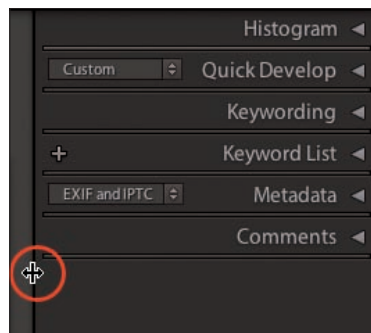 Histogram
Custom Quick Develop
Keywording
Keyword List
EXIF and IPTC Metadata
Comments